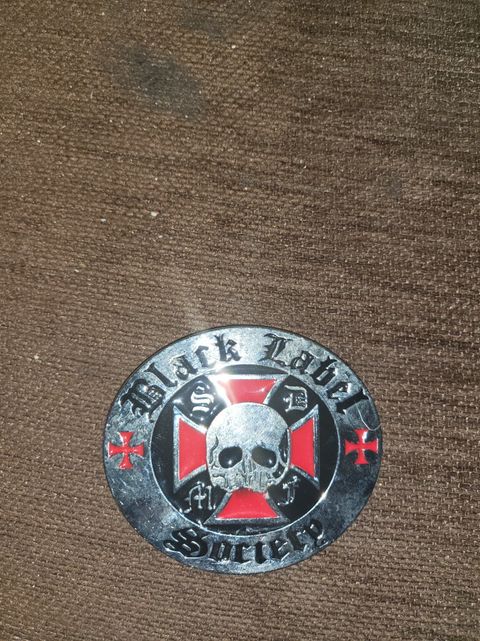 Black Label
S D
M F
Society